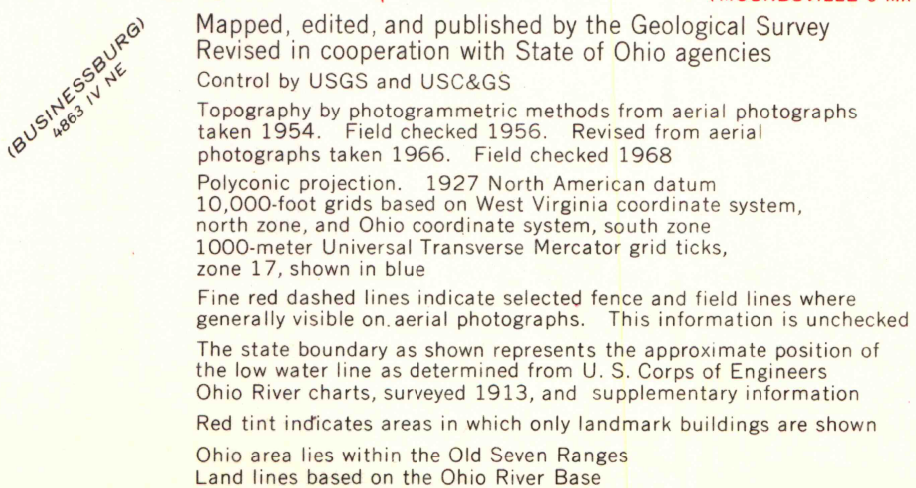 (BUSINESSBURG)
4863 IV NE
Mapped, edited, and published by the Geological Survey
Revised in cooperation with State of Ohio agencies
Control by USGS and USC&GS
Topography by photogrammetric methods from aerial photographs
taken 1954. Field checked 1956. Revised from aerial
photographs taken 1966. Field checked 1968
Polyconic projection. 1927 North American datum
10,000-foot grids based on West Virginia coordinate system,
north zone, and Ohio coordinate system, south zone
1000-meter Universal Transverse Mercator grid ticks,
zone 17, shown in blue
Fine red dashed lines indicate selected fence and field lines where
generally visible on aerial photographs. This information is unchecked
The state boundary as shown represents the approximate position of
the low water line as determined from U. S. Corps of Engineers
Ohio River charts, surveyed 1913, and supplementary information
Red tint indicates areas in which only landmark buildings are shown
Ohio area lies within the Old Seven Ranges
Land lines based on the Ohio River Base